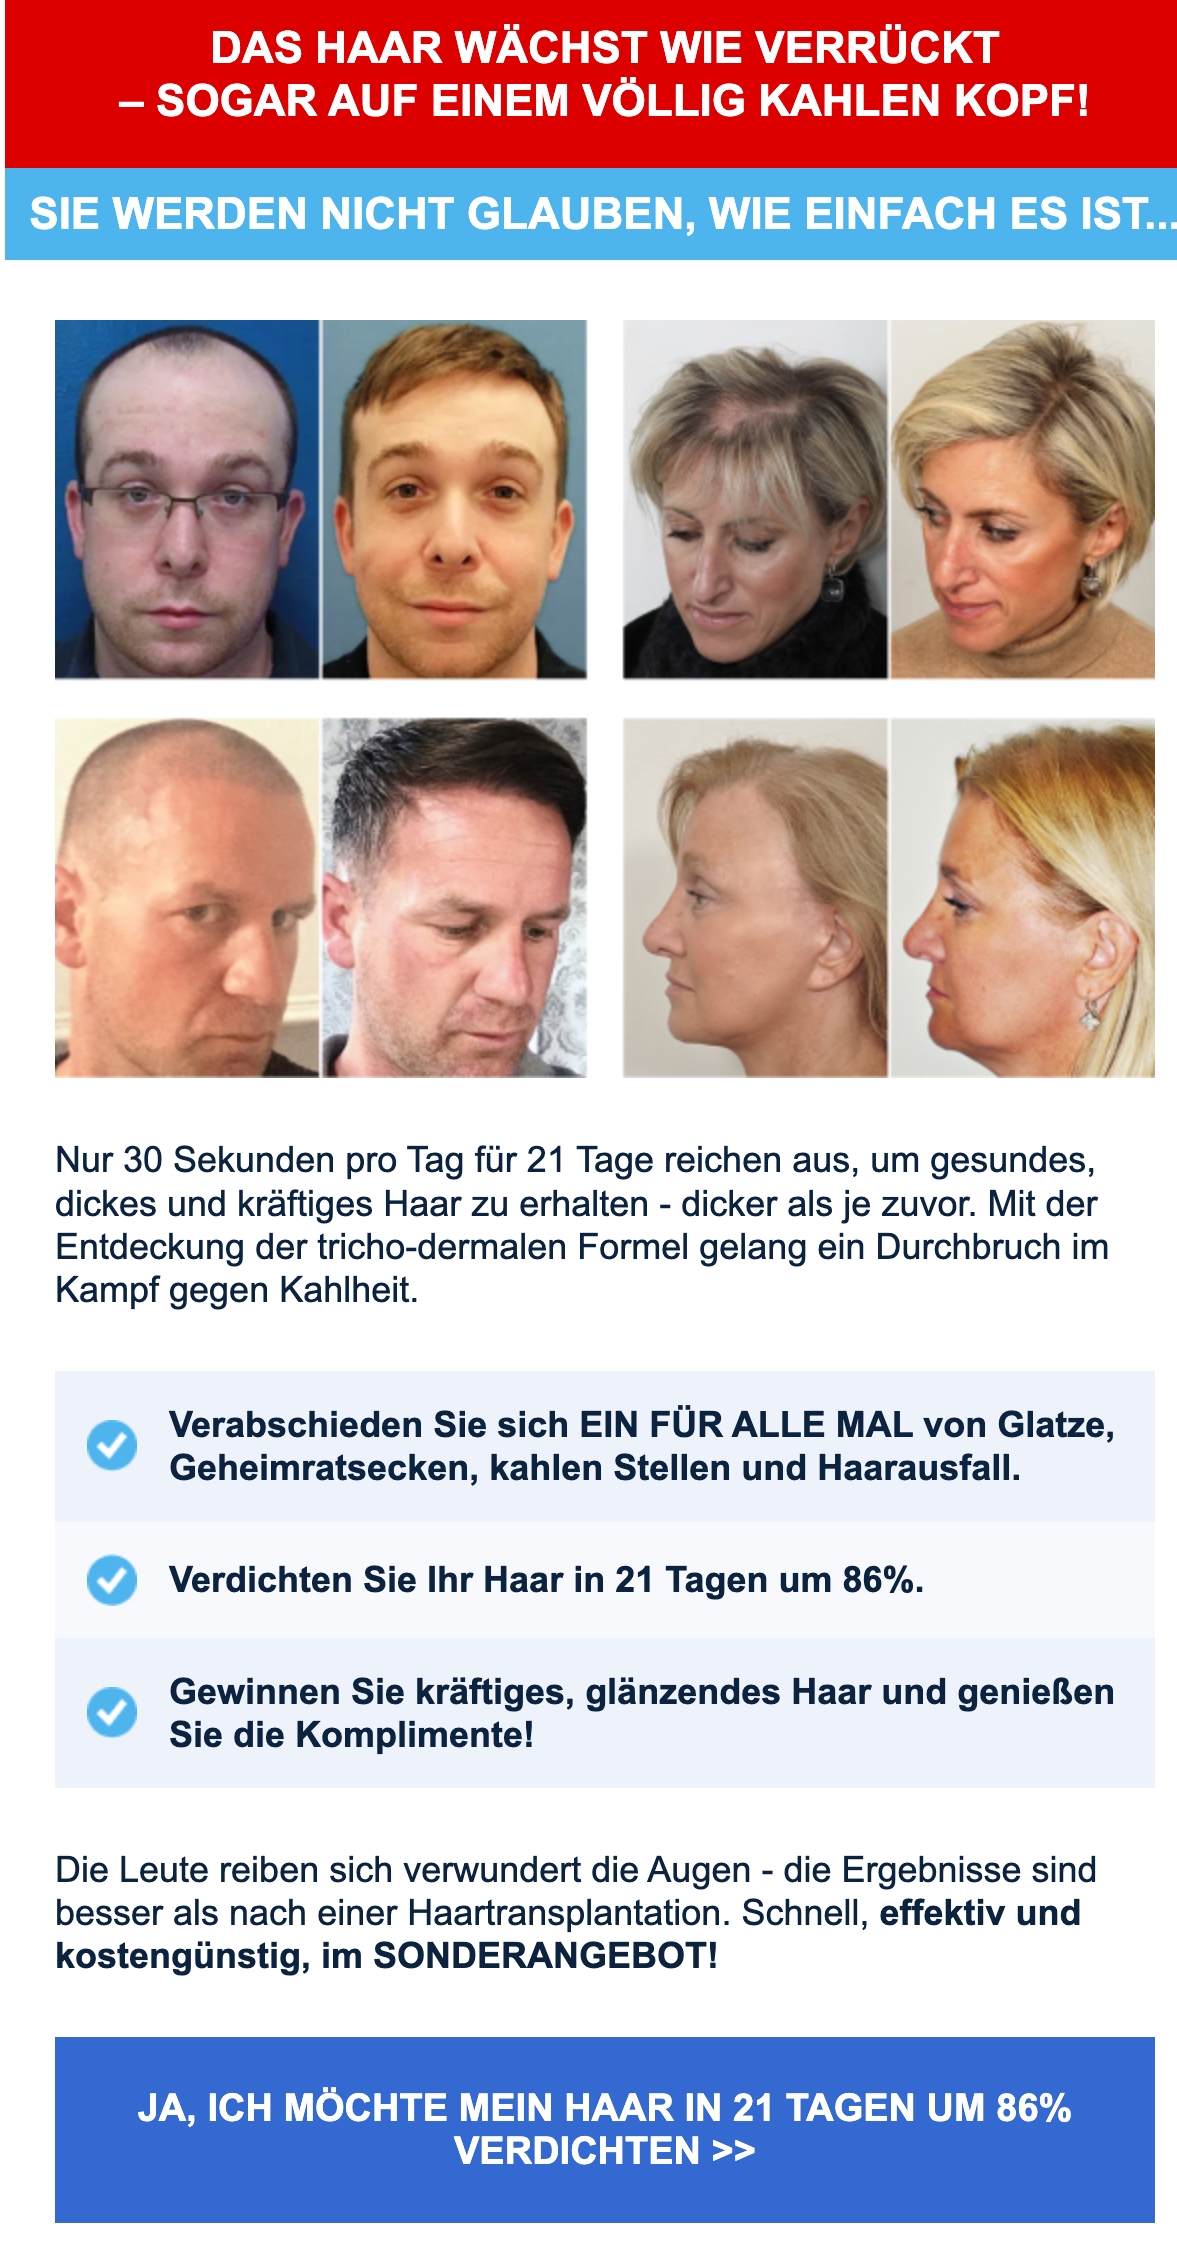 DAS HAAR WÄCHST WIE VERRÜCKT
– SOGAR AUF EINEM VÖLLIG KAHLEN KOPF!
SIE WERDEN NICHT GLAUBEN, WIE EINFACH ES IST...
Nur 30 Sekunden pro Tag für 21 Tage reichen aus, um gesundes,
dickes und kräftiges Haar zu erhalten - dicker als je zuvor. Mit der
Entdeckung der tricho-dermalen Formel gelang ein Durchbruch im
Kampf gegen Kahlheit.
Verabschieden Sie sich EIN FÜR ALLE MAL von Glatze,
Geheimratsecken, kahlen Stellen und Haarausfall.
Verdichten Sie Ihr Haar in 21 Tagen um 86%.
Gewinnen Sie kräftiges, glänzendes Haar und genießen
Sie die Komplimente!
Die Leute reiben sich verwundert die Augen - die Ergebnisse sind
besser als nach einer Haartransplantation. Schnell, effektiv und
kostengünstig, im SONDERANGEBOT!
JA, ICH MÖCHTE MEIN HAAR IN 21 TAGEN UM 86%
VERDICHTEN >>